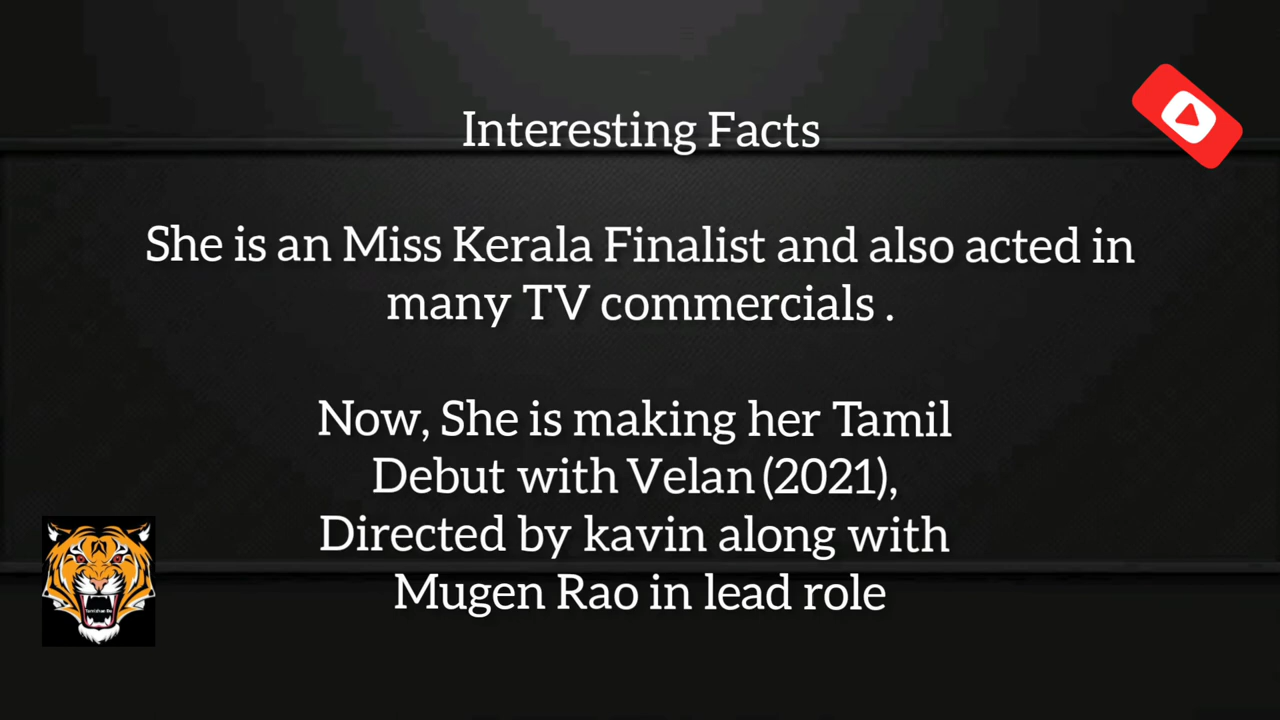 Interesting Facts
She is an Miss Kerala Finalist and also acted in
many TV commercials .
Now, She is making her Tamil
Debut with Velan (2021),
Directed by kavin along with
Mugen Rao in lead role